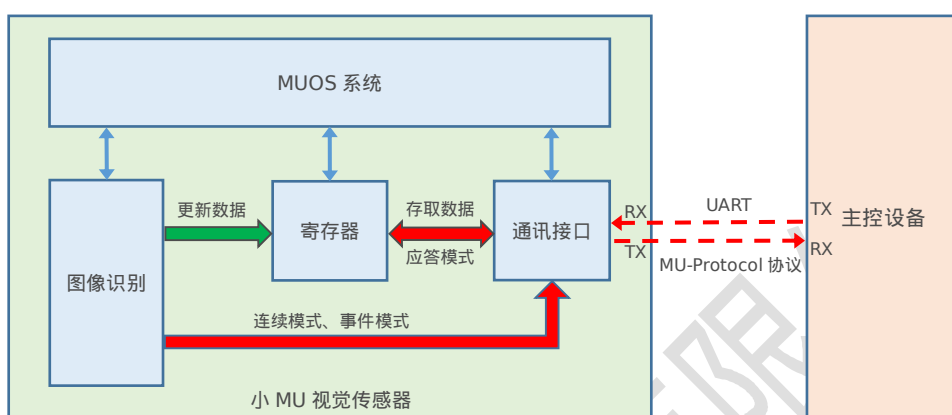 MUOS 系统
更新数据
存取数据
RX
UART
TX
寄存器
通讯接口
主控设备
应答模式
TX
MU-Protocol 协议
RX
图像识别
连续模式、事件模式
小 MU 视觉传感器
限